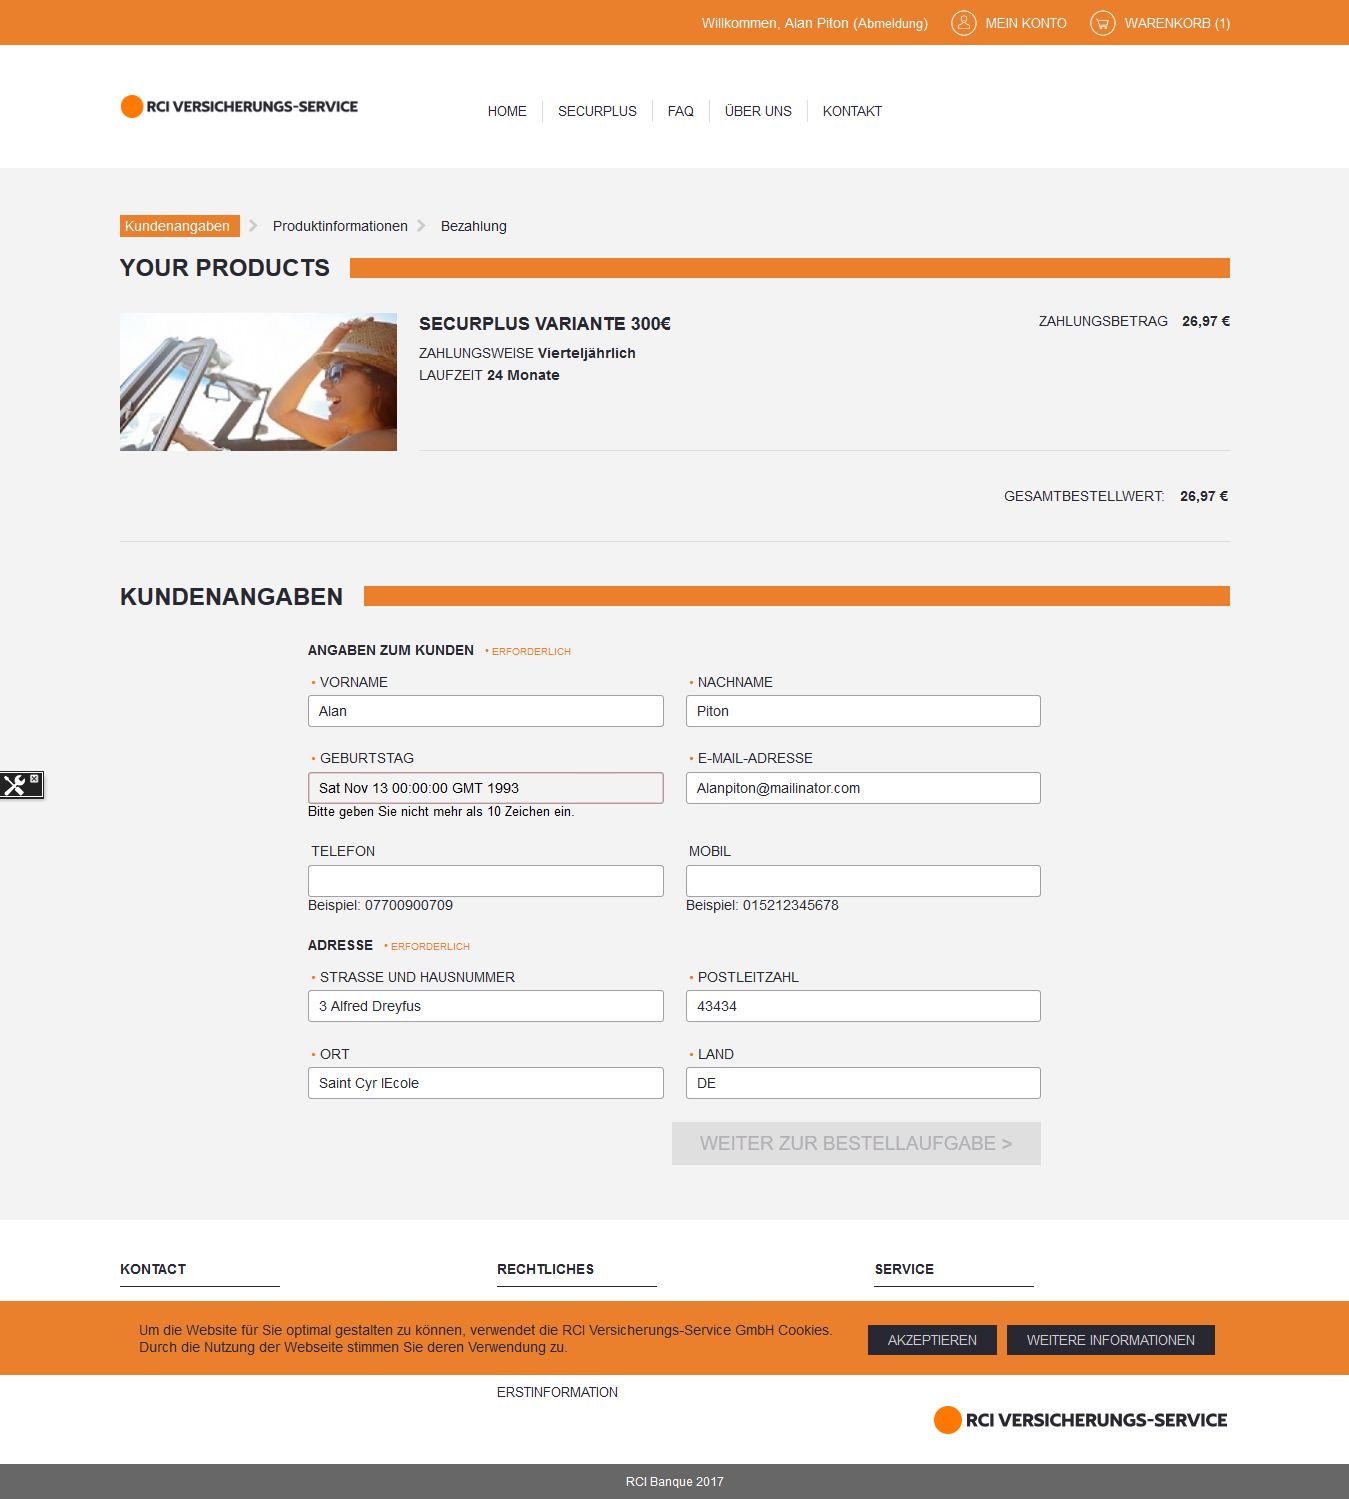 Willkommen, Alan Piton (Abmeldung) MEIN KONTO WARENKORB (1)
RCI VERSICHERUNGS-SERVICE
HOME SECURPLUS FAQ ÜBER UNS KONTAKT
Kundenangaben Produktinformationen Bezahlung
YOUR PRODUCTS
SECURPLUS VARIANTE 300€ ZAHLUNGSBETRAG 26,97 €
ZAHLUNGSWEISE Vierteljährlich
LAUFZEIT 24 Monate
GESAMTBESTELLWERT: 26,97 €
KUNDENANGABEN
ANGABEN ZUM KUNDEN • ERFORDERLICH
• VORNAME • NACHNAME
Alan Piton
• GEBURTSTAG • E-MAIL-ADRESSE
Sat Nov 13 00:00:00 GMT 1993 Alanpiton@mailinator.com
Bitte geben Sie nicht mehr als 10 Zeichen ein.
TELEFON MOBIL
Beispiel: 07700900709 Beispiel: 015212345678
ADRESSE • ERFORDERLICH
• STRASSE UND HAUSNUMMER • POSTLEITZAHL
3 Alfred Dreyfus 43434
• ORT • LAND
Saint Cyr lEcole DE
WEITER ZUR BESTELLAUFGABE >
KONTACT RECHTLICHES SERVICE
Um die Website für Sie optimal gestalten zu können, verwendet die RCI Versicherungs-Service GmbH Cookies.
Durch die Nutzung der Webseite stimmen Sie deren Verwendung zu.
AKZEPTIEREN WEITERE INFORMATIONEN
ERSTINFORMATION
RCI VERSICHERUNGS-SERVICE
RCI Banque 2017